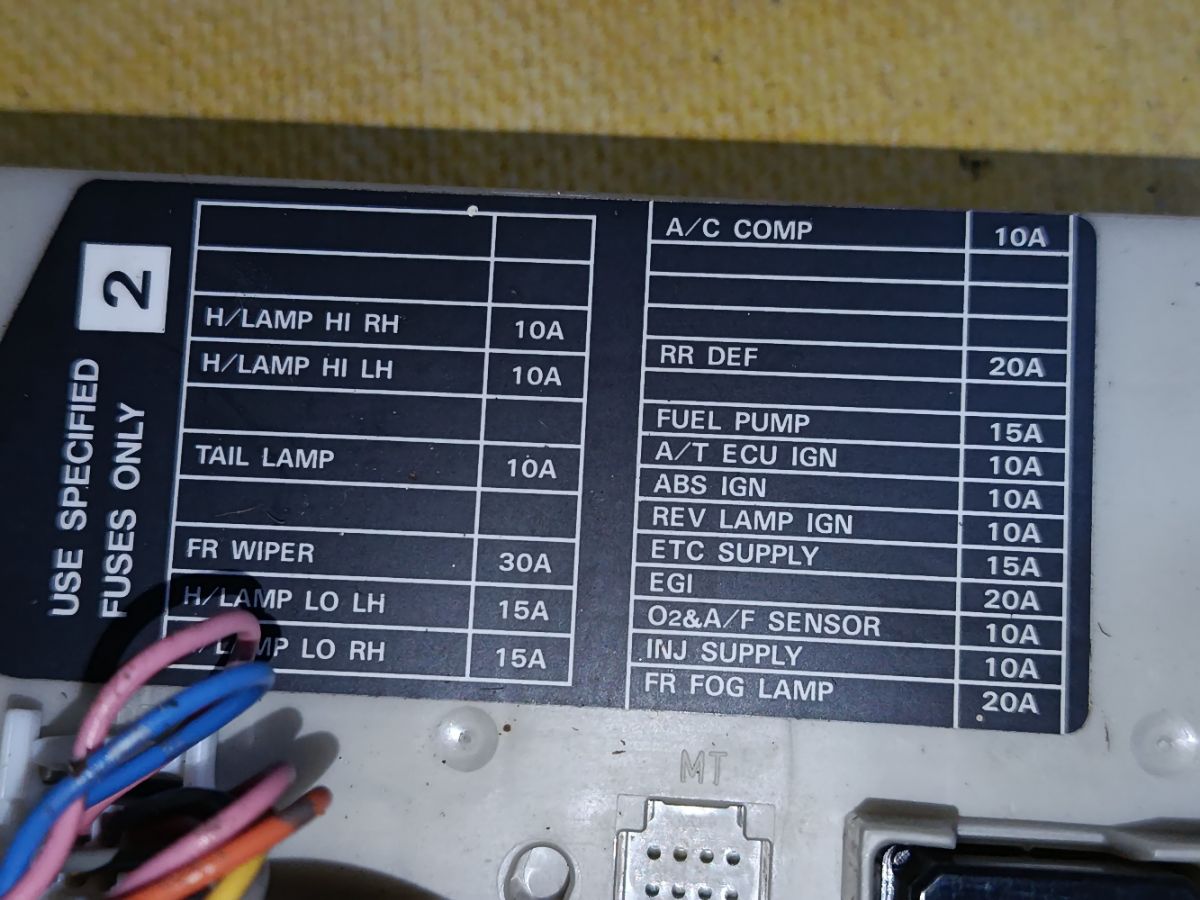 2
USE SPECIFIED
FUSES ONLY
H/LAMP HI RH 10A
H/LAMP HI LH 10A
TAIL LAMP 10A
FR WIPER 30A
H/LAMP LO LH 15A
H/LAMP LO RH 15A
A/C COMP 10A
RR DEF 20A
FUEL PUMP 15A
A/T ECU IGN 10A
ABS IGN 10A
REV LAMP IGN 10A
ETC SUPPLY 15A
EGI 20A
O2&A/F SENSOR 10A
INJ SUPPLY 10A
FR FOG LAMP 20A
MT